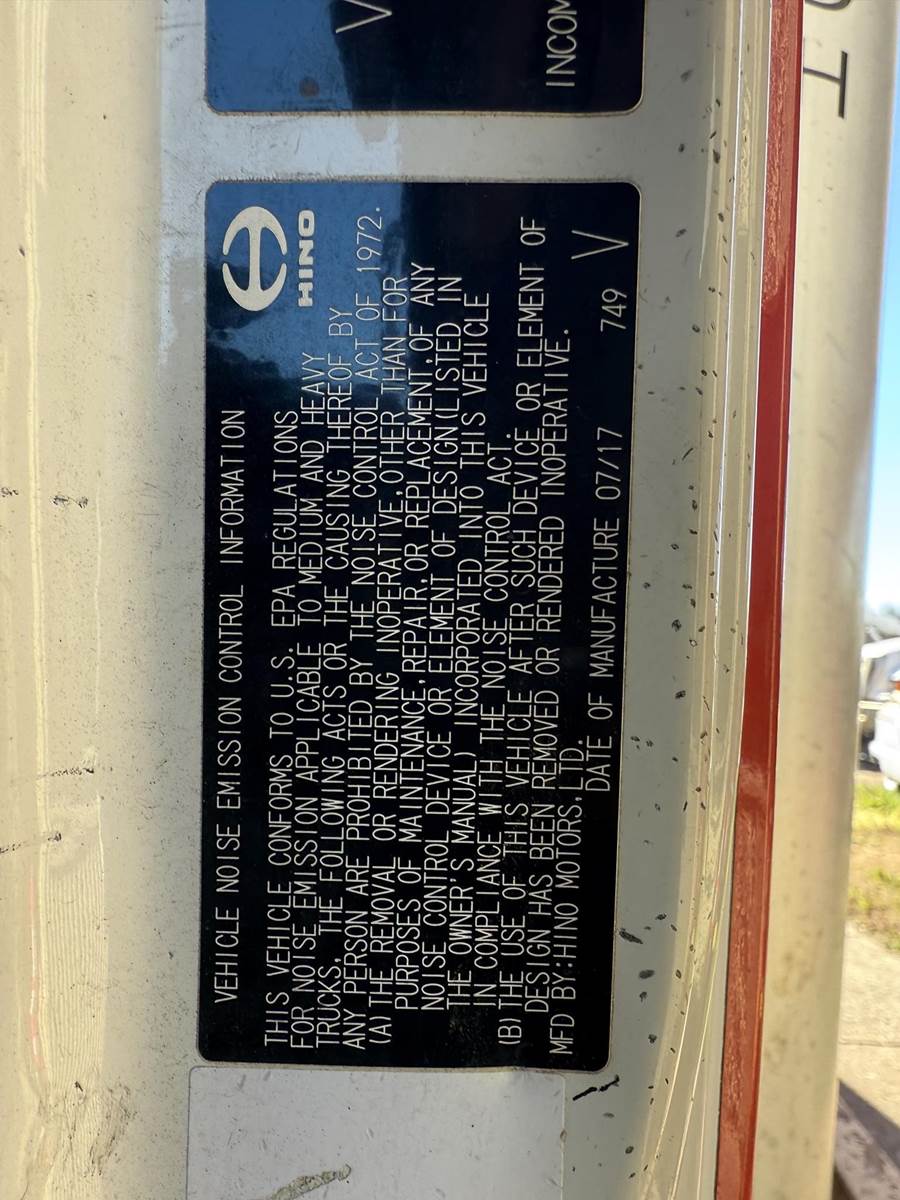 HINO
VEHICLE NOISE EMISSION CONTROL INFORMATION
THIS VEHICLE CONFORMS TO U.S. EPA REGULATIONS
FOR NOISE EMISSION APPLICABLE TO MEDIUM AND HEAVY
TRUCKS, THE FOLLOWING ACTS OR THE CAUSING THEREOF BY
ANY PERSON ARE PROHIBITED BY THE NOISE CONTROL ACT OF 1972.
(A) THE REMOVAL OR RENDERING INOPERATIVE, OTHER THAN FOR
PURPOSES OF MAINTENANCE, REPAIR, OR REPLACEMENT, OF ANY
NOISE CONTROL DEVICE OR ELEMENT OF DESIGN(LISTED IN
THE OWNER'S MANUAL) INCORPORATED INTO THIS VEHICLE
IN COMPLIANCE WITH THE NOISE CONTROL ACT.
(B) THE USE OF THIS VEHICLE AFTER SUCH DEVICE OR ELEMENT OF
DESIGN HAS BEEN REMOVED OR RENDERED INOPERATIVE.
MFD BY:HINO MOTORS,LTD.
DATE OF MANUFACTURE 07/17 749 V
V
INCOM